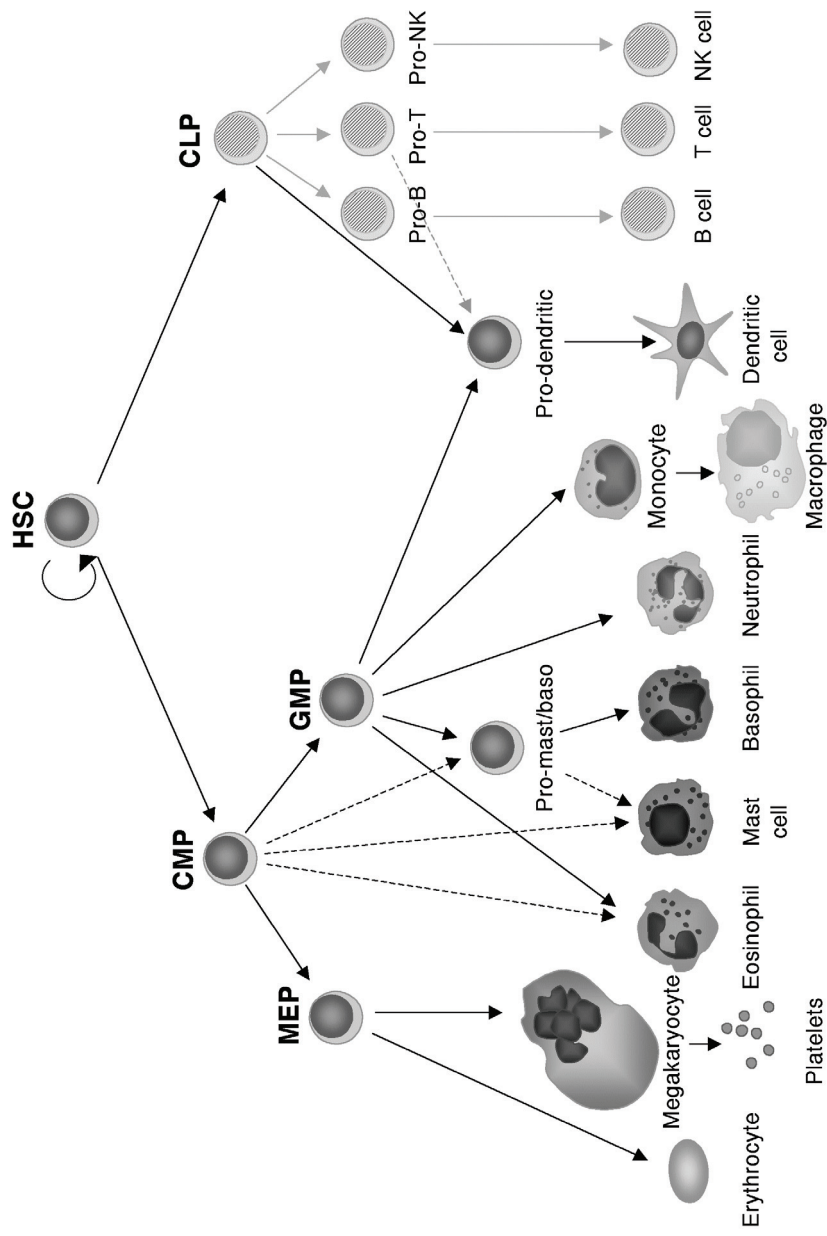 HSC
CLP
CMP
GMP
MEP
Pro-B
Pro-T
Pro-NK
Pro-mast/baso
Pro-dendritic
Erythrocyte
Megakaryocyte
Platelets
Eosinophil
Mast
cell
Basophil
Neutrophil
Monocyte
Macrophage
Dendritic
cell
B cell
T cell
NK cell